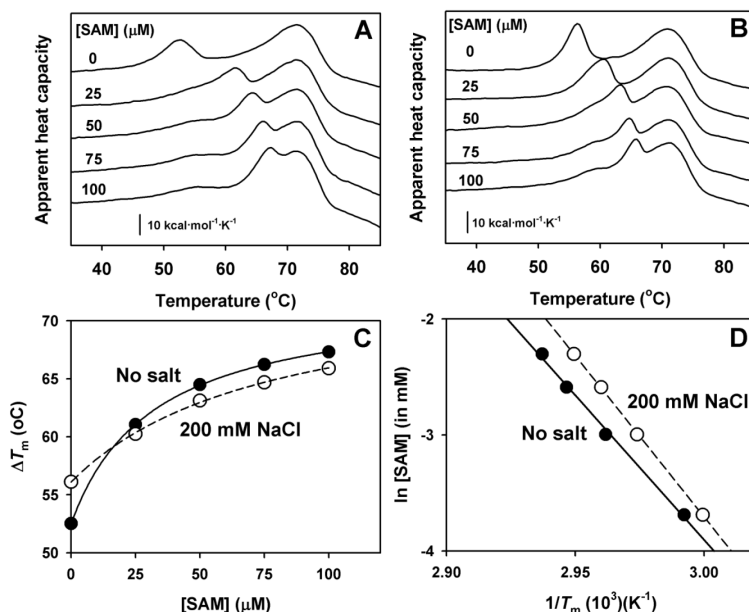 [SAM] (μM)
A
0
25
50
75
100
10 kcal·mol⁻¹·K⁻¹
Apparent heat capacity
40 50 60 70 80
Temperature (°C)
[SAM] (μM)
B
0
25
50
75
100
10 kcal·mol⁻¹·K⁻¹
Apparent heat capacity
40 50 60 70 80
Temperature (°C)
C
70
65
60
55
50
ΔTm (oC)
No salt
200 mM NaCl
0 25 50 75 100
[SAM] (μM)
D
-2
-3
-4
ln [SAM] (in mM)
200 mM NaCl
No salt
2.90 2.95 3.00
1/Tm (10³)(K⁻¹)